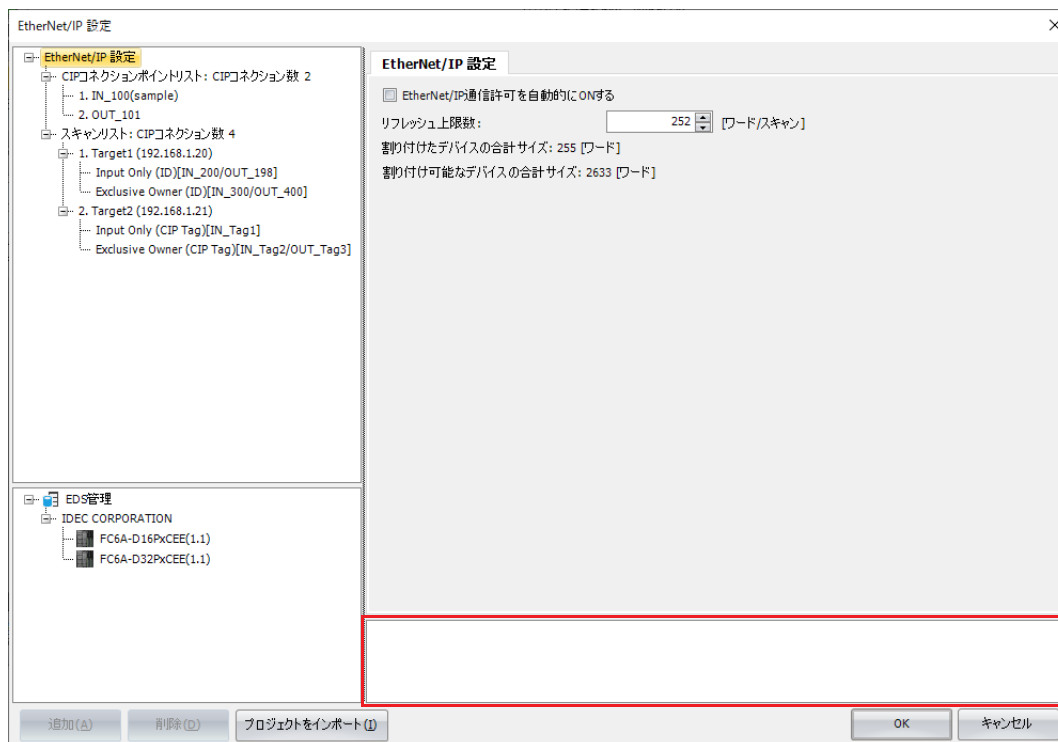 EtherNet/IP 設定
EtherNet/IP 設定
CIPコネクションポイントリスト: CIPコネクション数 2
1. IN_100(sample)
2. OUT_101
スキャンリスト: CIPコネクション数 4
1. Target1 (192.168.1.20)
Input Only (ID)[IN_200/OUT_198]
Exclusive Owner (ID)[IN_300/OUT_400]
2. Target2 (192.168.1.21)
Input Only (CIP Tag)[IN_Tag1]
Exclusive Owner (CIP Tag)[IN_Tag2/OUT_Tag3]
EDS管理
IDEC CORPORATION
FC6A-D16PxCEE(1.1)
FC6A-D32PxCEE(1.1)
EtherNet/IP 設定
EtherNet/IP通信許可を自動的にONする
リフレッシュ上限数: 252 [ワード/スキャン]
割り付けたデバイスの合計サイズ: 255 [ワード]
割り付け可能なデバイスの合計サイズ: 2633 [ワード]
追加(A) 削除(D) プロジェクトをインポート(I) OK キャンセル